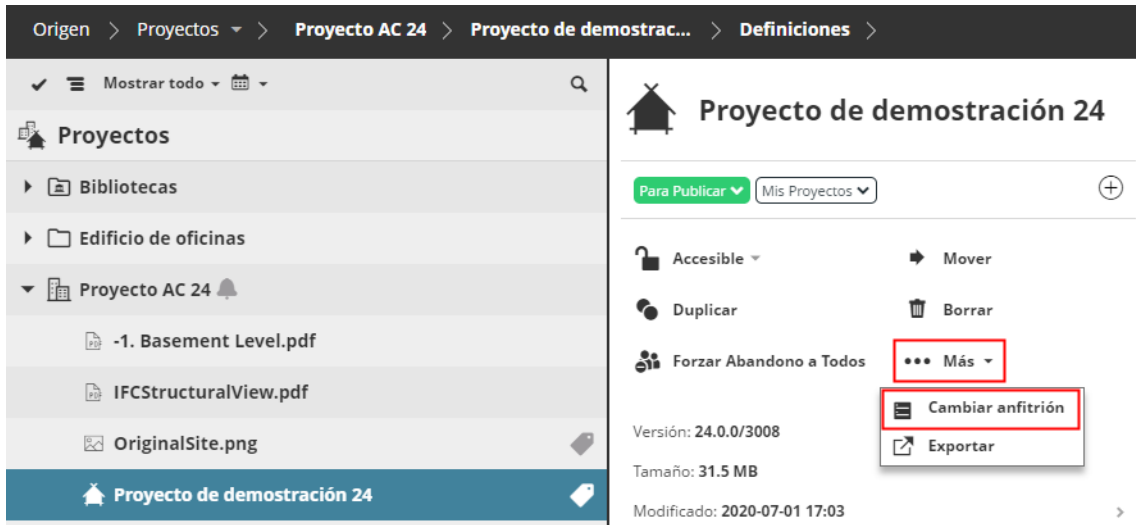 Origen > Proyectos > Proyecto AC 24 > Proyecto de demostrac... > Definiciones >
Mostrar todo
Proyectos
Bibliotecas
Edificio de oficinas
Proyecto AC 24
-1. Basement Level.pdf
IFCStructuralView.pdf
OriginalSite.png
Proyecto de demostración 24
Proyecto de demostración 24
Para Publicar Mis Proyectos
Accesible Mover
Duplicar Borrar
Forzar Abandono a Todos ••• Más
Cambiar anfitrión
Exportar
Versión: 24.0.0/3008
Tamaño: 31.5 MB
Modificado: 2020-07-01 17:03